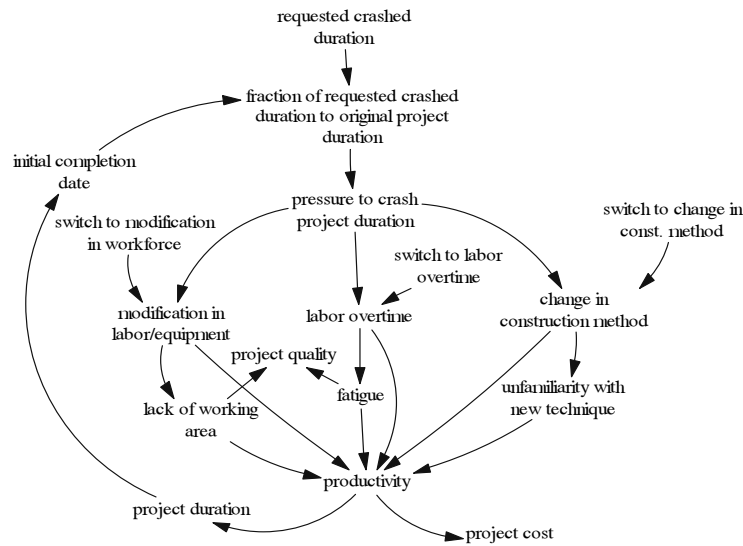 requested crashed
duration
fraction of requested crashed
duration to original project
duration
initial completion
date
pressure to crash
project duration
switch to modification
in workforce
switch to change in
const. method
switch to labor
overtime
modification in
labor/equipment
labor overtime
change in
construction method
project quality
lack of working
area
fatigue
unfamiliarity with
new technique
productivity
project duration
project cost